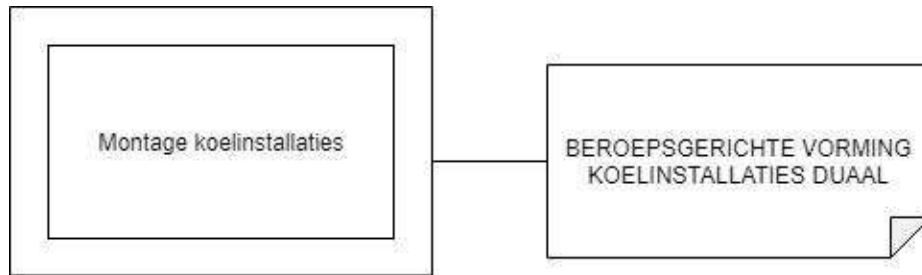 Montage koelinstallaties
BEROEPSGERICHTE VORMING
KOELINSTALLATIES DUAAL